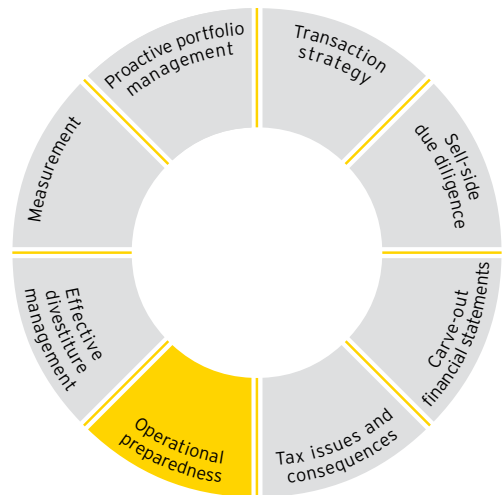 Proactive portfolio
management
Transaction
strategy
Sell-side
due diligence
Carve-out
financial statements
Tax issues and
consequences
Operational
preparedness
Effective
divestiture
management
Measurement